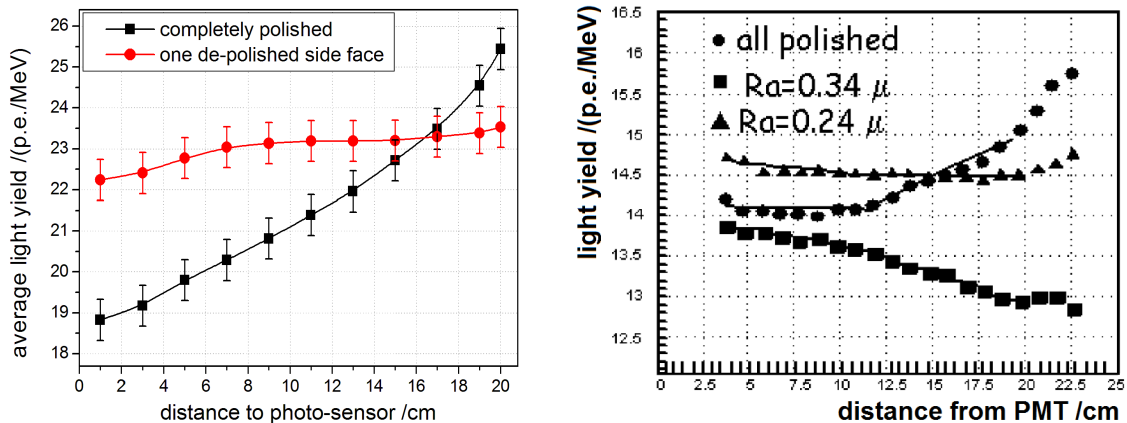 completely polished
one de-polished side face
26
25
24
23
22
21
20
19
18
average light yield /(p.e./MeV)
0 2 4 6 8 10 12 14 16 18 20
distance to photo-sensor /cm
all polished
Ra=0.34 μ
Ra=0.24 μ
16.5
16
15.5
15
14.5
14
13.5
13
12.5
light yield /(p.e./MeV)
0 2.5 5 7.5 10 12.5 15 17.5 20 22.5 25
distance from PMT /cm